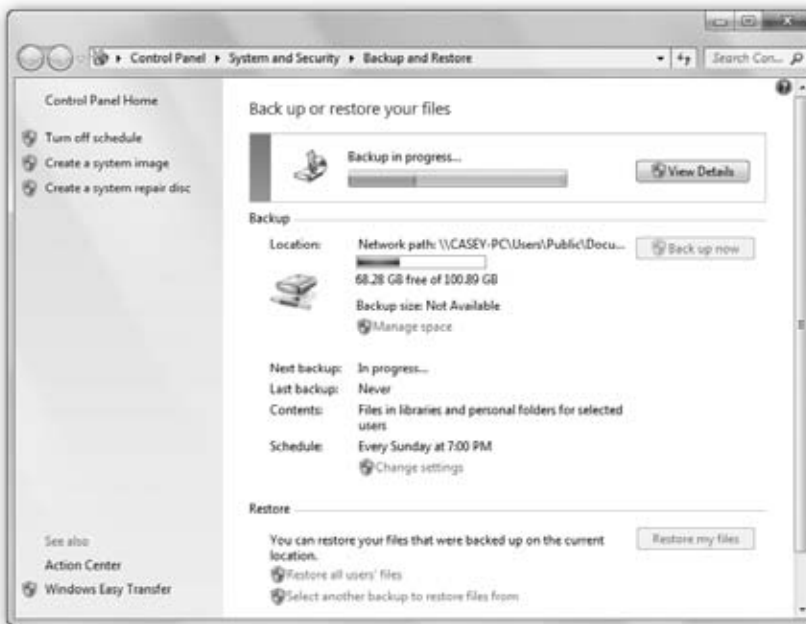 Control Panel ▸ System and Security ▸ Backup and Restore
Search Con...
Control Panel Home
Turn off schedule
Create a system image
Create a system repair disc
See also
Action Center
Windows Easy Transfer
Back up or restore your files
Backup in progress...
View Details
Backup
Location:
Network path: \\CASEY-PC\Users\Public\Docu...
Back up now
68.28 GB free of 100.89 GB
Backup size: Not Available
Manage space
Next backup: In progress...
Last backup: Never
Contents: Files in libraries and personal folders for selected
users
Schedule: Every Sunday at 7:00 PM
Change settings
Restore
You can restore your files that were backed up on the current
location.
Restore my files
Restore all users' files
Select another backup to restore files from